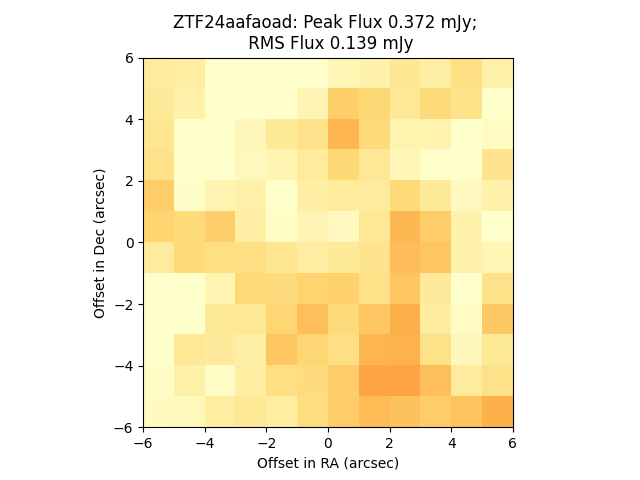 ZTF24aafaoad: Peak Flux 0.372 mJy;
RMS Flux 0.139 mJy
6
4
2
0
−2
−4
−6
Offset in Dec (arcsec)
−6 −4 −2 0 2 4 6
Offset in RA (arcsec)